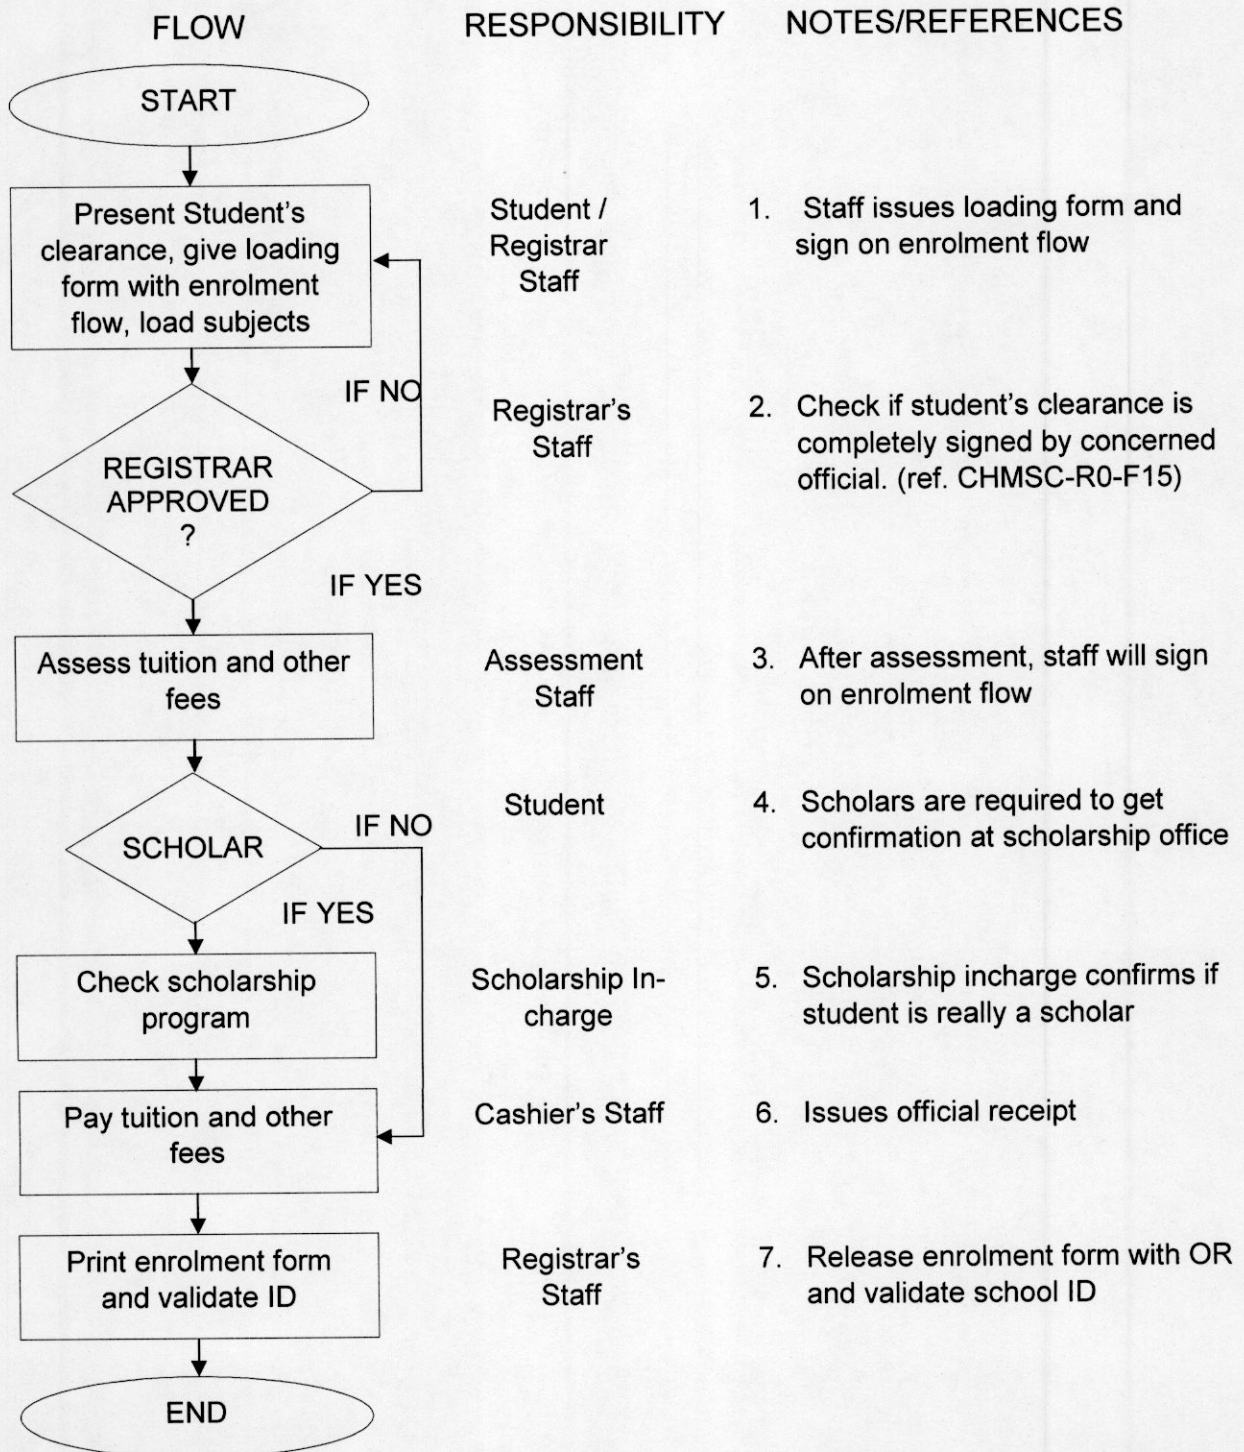 FLOW
RESPONSIBILITY
NOTES/REFERENCES
START
Present Student's
clearance, give loading
form with enrolment
flow, load subjects
Student /
Registrar
Staff
1. Staff issues loading form and
sign on enrolment flow
IF NO
REGISTRAR
APPROVED
?
IF YES
Registrar's
Staff
2. Check if student's clearance is
completely signed by concerned
official. (ref. CHMSC-R0-F15)
Assess tuition and other
fees
Assessment
Staff
3. After assessment, staff will sign
on enrolment flow
SCHOLAR
IF NO
IF YES
Student
4. Scholars are required to get
confirmation at scholarship office
Check scholarship
program
Scholarship In-
charge
5. Scholarship incharge confirms if
student is really a scholar
Pay tuition and other
fees
Cashier's Staff
6. Issues official receipt
Print enrolment form
and validate ID
Registrar's
Staff
7. Release enrolment form with OR
and validate school ID
END